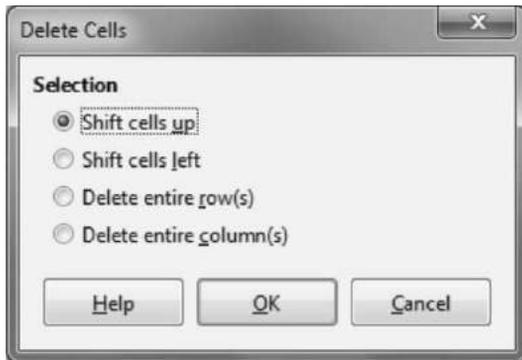 Delete Cells
Selection
Shift cells up
Shift cells left
Delete entire row(s)
Delete entire column(s)
Help OK Cancel